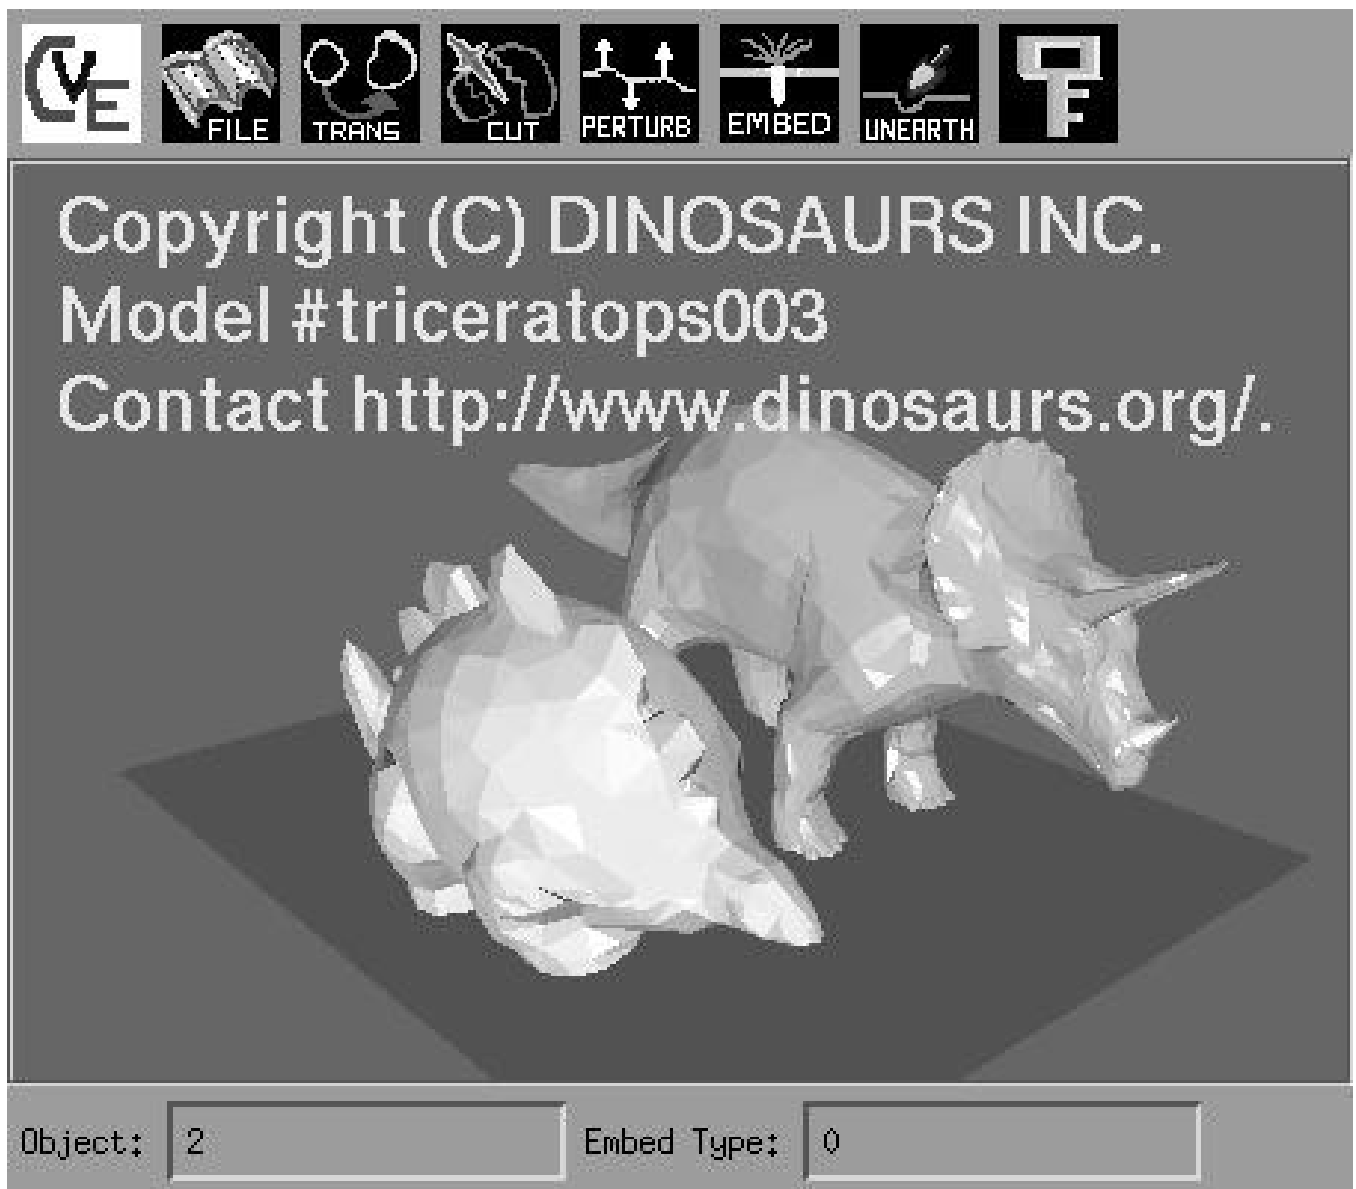 CVE FILE TRANS CUT PERTURB EMBED UNEARTH
Copyright (C) DINOSAURS INC.
Model #triceratops003
Contact http://www.dinosaurs.org/.
Object: 2 Embed Type: 0